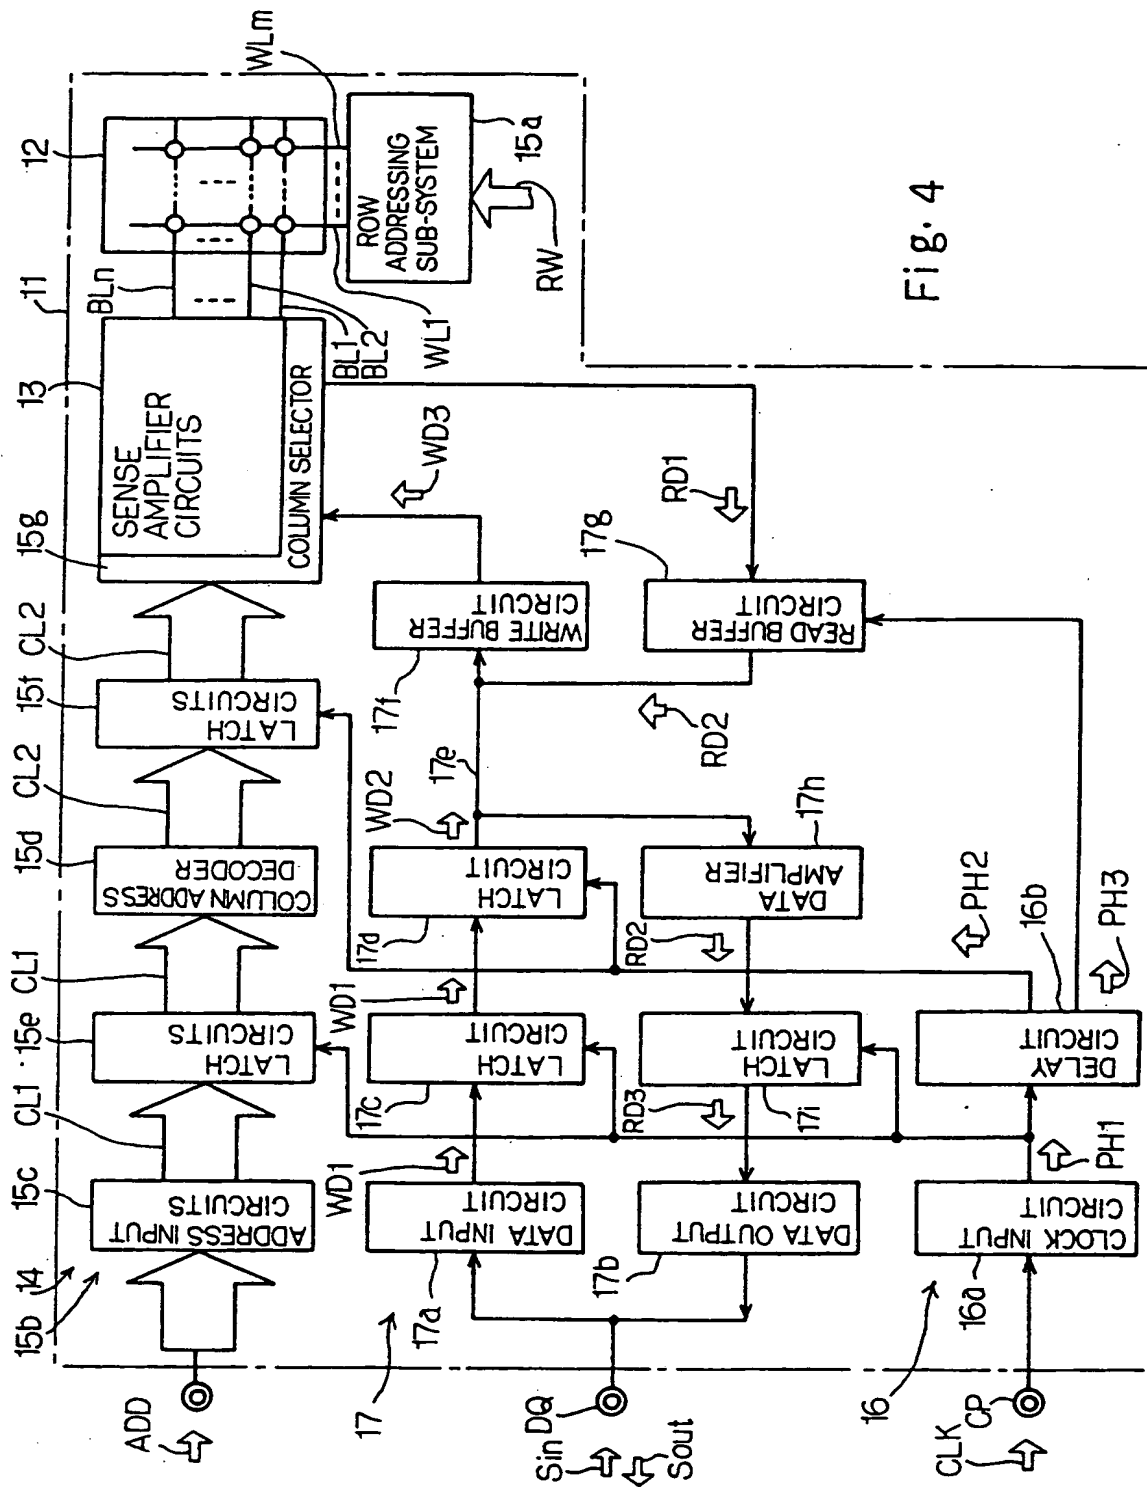 11
ADD
15b
14
15c
ADDRESS INPUT
CIRCUITS
CL1
15e
LATCH
CIRCUITS
CL1
15d
COLUMN ADDRESS
DECODER
CL2
15f
LATCH
CIRCUITS
CL2
15g
13
SENSE
AMPLIFIER
CIRCUITS
COLUMN SELECTOR
BLn
BL1
BL2
12
WLm
WL1
ROW
ADDRESSING
SUB-SYSTEM
15a
RW
Sin
DQ
Sout
17
17a
DATA INPUT
CIRCUIT
WD1
17c
LATCH
CIRCUIT
WD1
17d
LATCH
CIRCUIT
WD2
17e
17f
WRITE BUFFER
CIRCUIT
WD3
17b
DATA OUTPUT
CIRCUIT
RD3
17i
LATCH
CIRCUIT
RD2
17h
DATA
AMPLIFIER
RD2
17g
READ BUFFER
CIRCUIT
RD1
CLK
CP
16
16a
CLOCK INPUT
CIRCUIT
PH1
DELAY
CIRCUIT
16b
PH2
PH3
Fig. 4